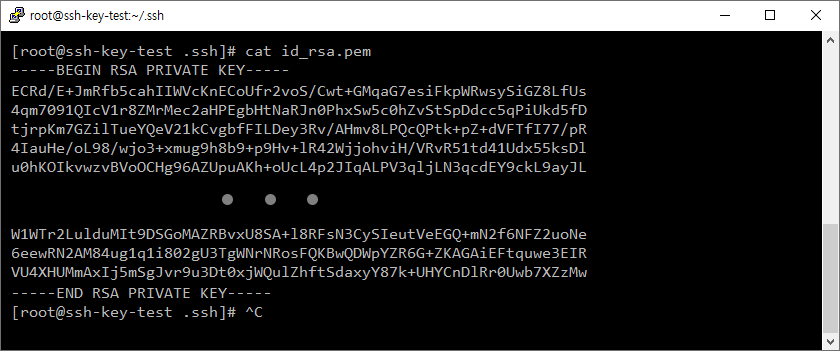 root@ssh-key-test:~/.ssh
[root@ssh-key-test .ssh]# cat id_rsa.pem
-----BEGIN RSA PRIVATE KEY-----
ECRd/E+JmRfb5cahIIWVcKnECoUfr2voS/Cwt+GMqaG7esiFkpWRwsySiGZ8LfUs
4qm7091QIcV1r8ZMrMec2aHPEgbHtNaRJn0PhxSw5c0hZvStSpDdcc5qPiUkd5fD
tjrpKm7GZilTueYQeV21kCvgbfFILDey3Rv/AHmv8LPQcQPtk+pZ+dVFTfI77/pR
4IauHe/oL98/wjo3+xmug9h8b9+p9Hv+lR42WjjohviH/VRvR51td41Udx55ksDl
u0hKOIkvwzvBVoOCHg96AZUpuAKh+oUcL4p2JIqALPV3qljLN3qcdEY9ckL9ayJL
W1WTr2LulduMIt9DSGoMAZRBvxU8SA+l8RFsN3CySIeutVeEGQ+mN2f6NFZ2uoNe
6eewRN2AM84ug1q1i802gU3TgWNrNRosFQKBwQDWpYZR6G+ZKAGAiEFtquwe3EIR
VU4XHUMmAxIj5mSgJvr9u3Dt0xjWQulZhftSdaxyY87k+UHYCnDlRr0Uwb7XZzMw
-----END RSA PRIVATE KEY-----
[root@ssh-key-test .ssh]# ^C